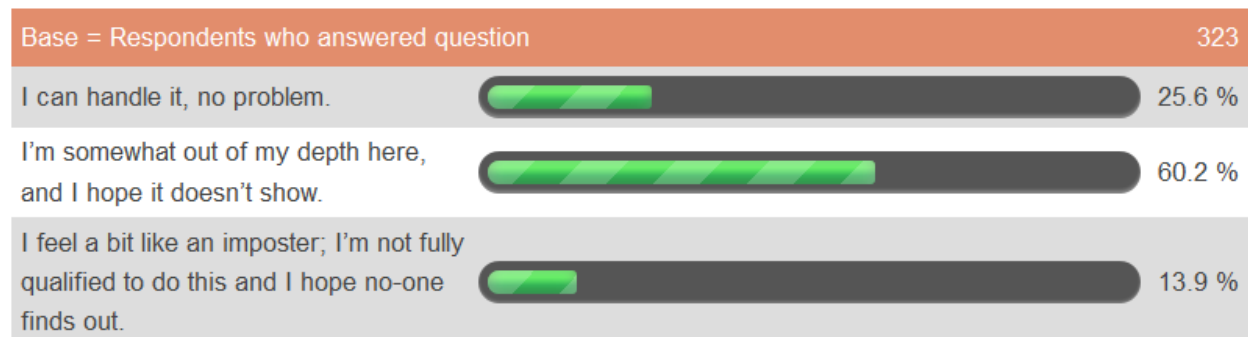 Base = Respondents who answered question 323
I can handle it, no problem. 25.6 %
I’m somewhat out of my depth here,
and I hope it doesn’t show. 60.2 %
I feel a bit like an imposter; I’m not fully
qualified to do this and I hope no-one 13.9 %
finds out.